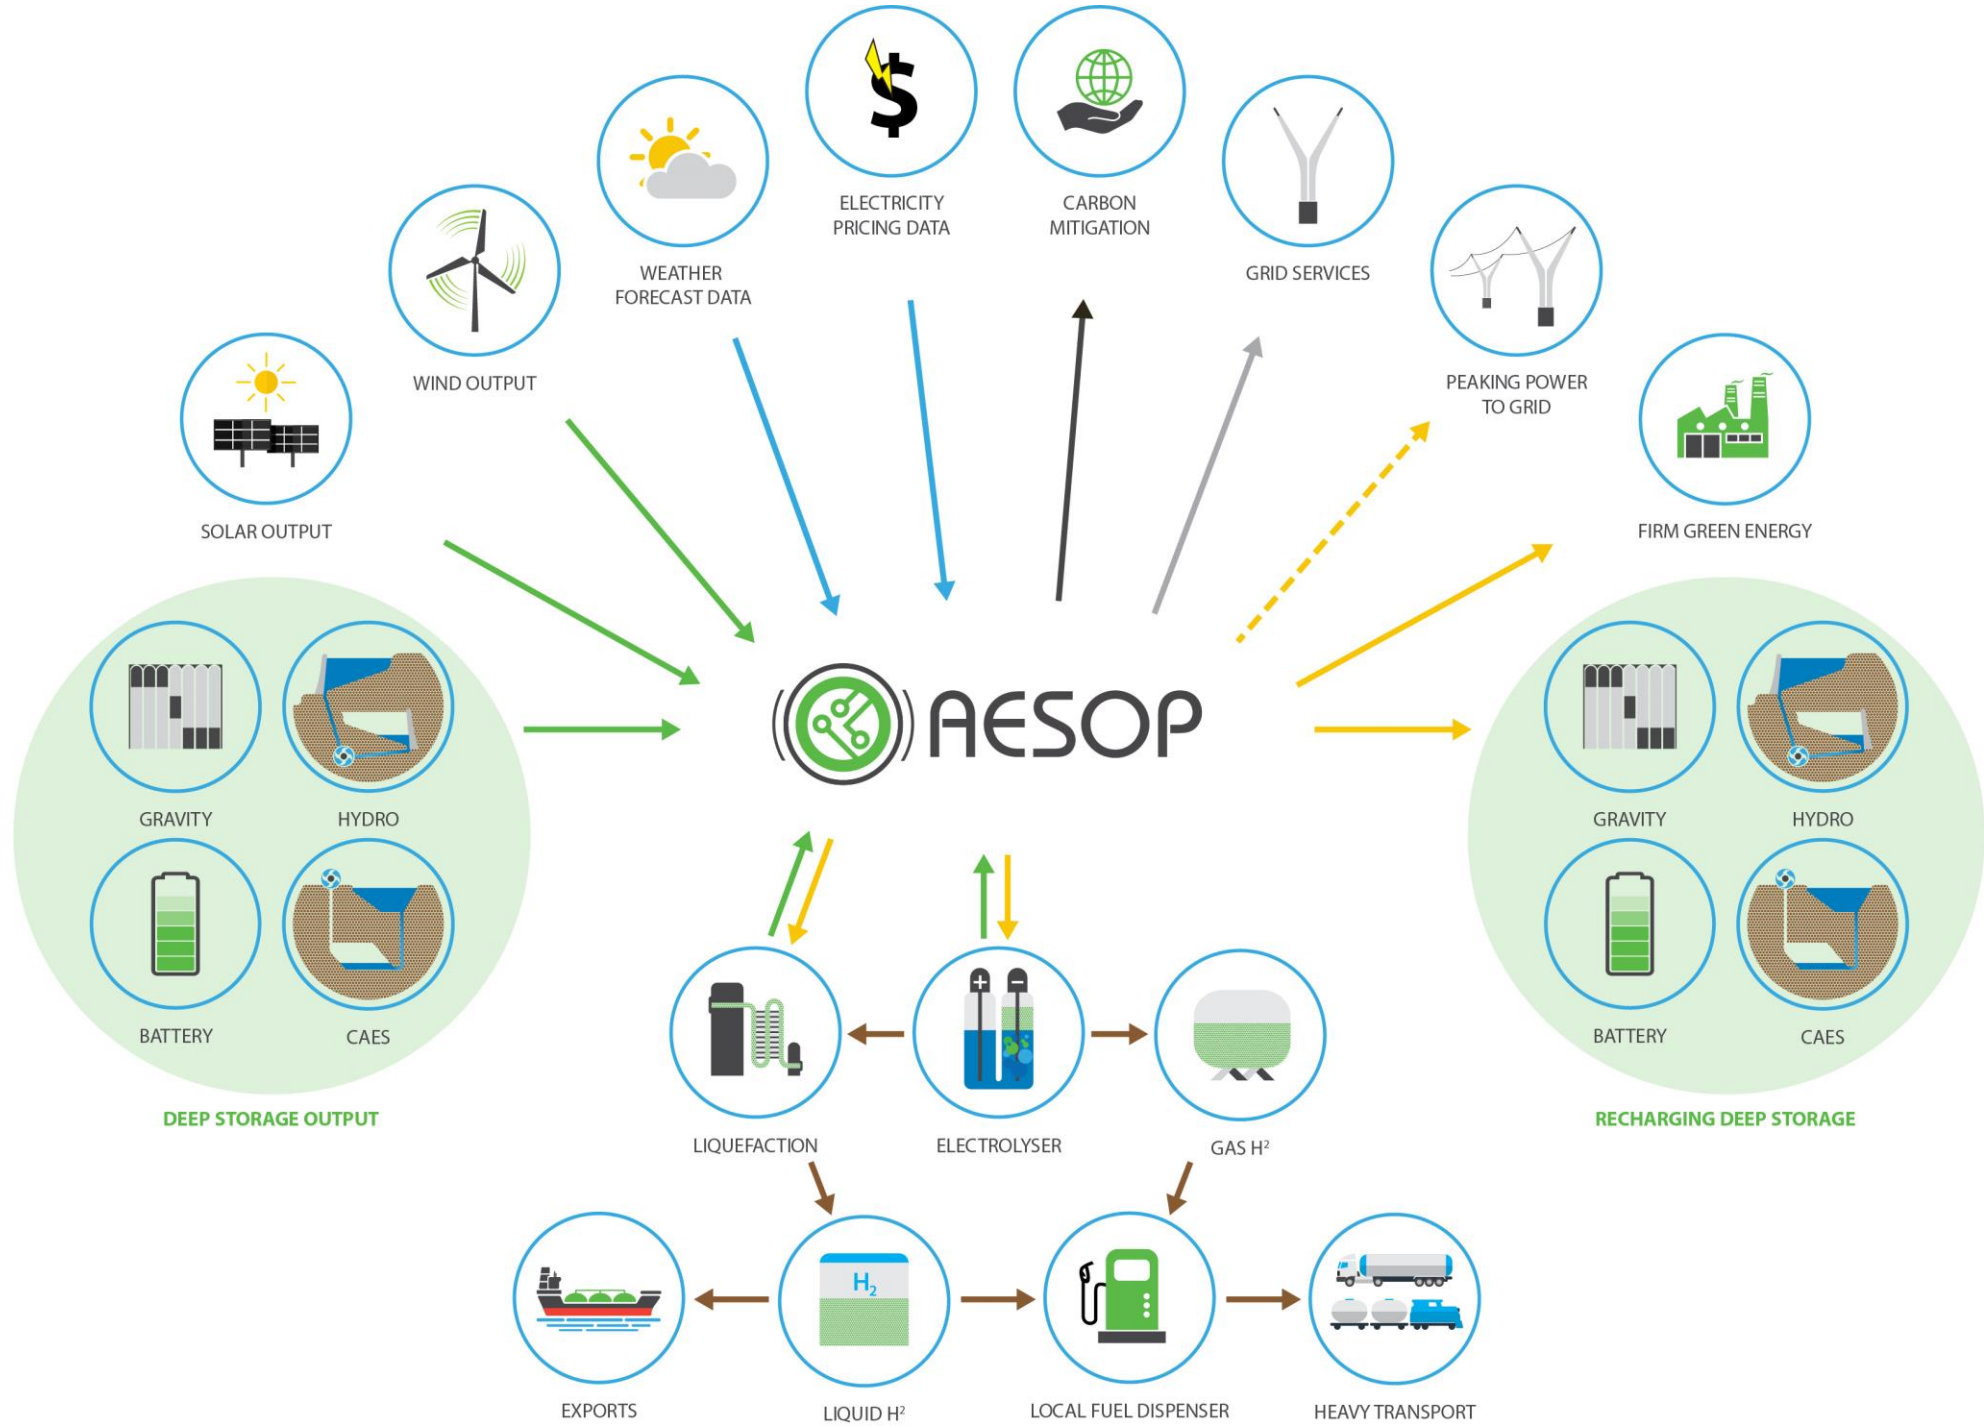 ELECTRICITY
PRICING DATA
CARBON
MITIGATION
WEATHER
FORECAST DATA
GRID SERVICES
WIND OUTPUT
PEAKING POWER
TO GRID
SOLAR OUTPUT
FIRM GREEN ENERGY
AESOP
GRAVITY
HYDRO
BATTERY
CAES
DEEP STORAGE OUTPUT
GRAVITY
HYDRO
BATTERY
CAES
RECHARGING DEEP STORAGE
LIQUEFACTION
ELECTROLYSER
GAS H²
H₂
EXPORTS
LIQUID H²
LOCAL FUEL DISPENSER
HEAVY TRANSPORT